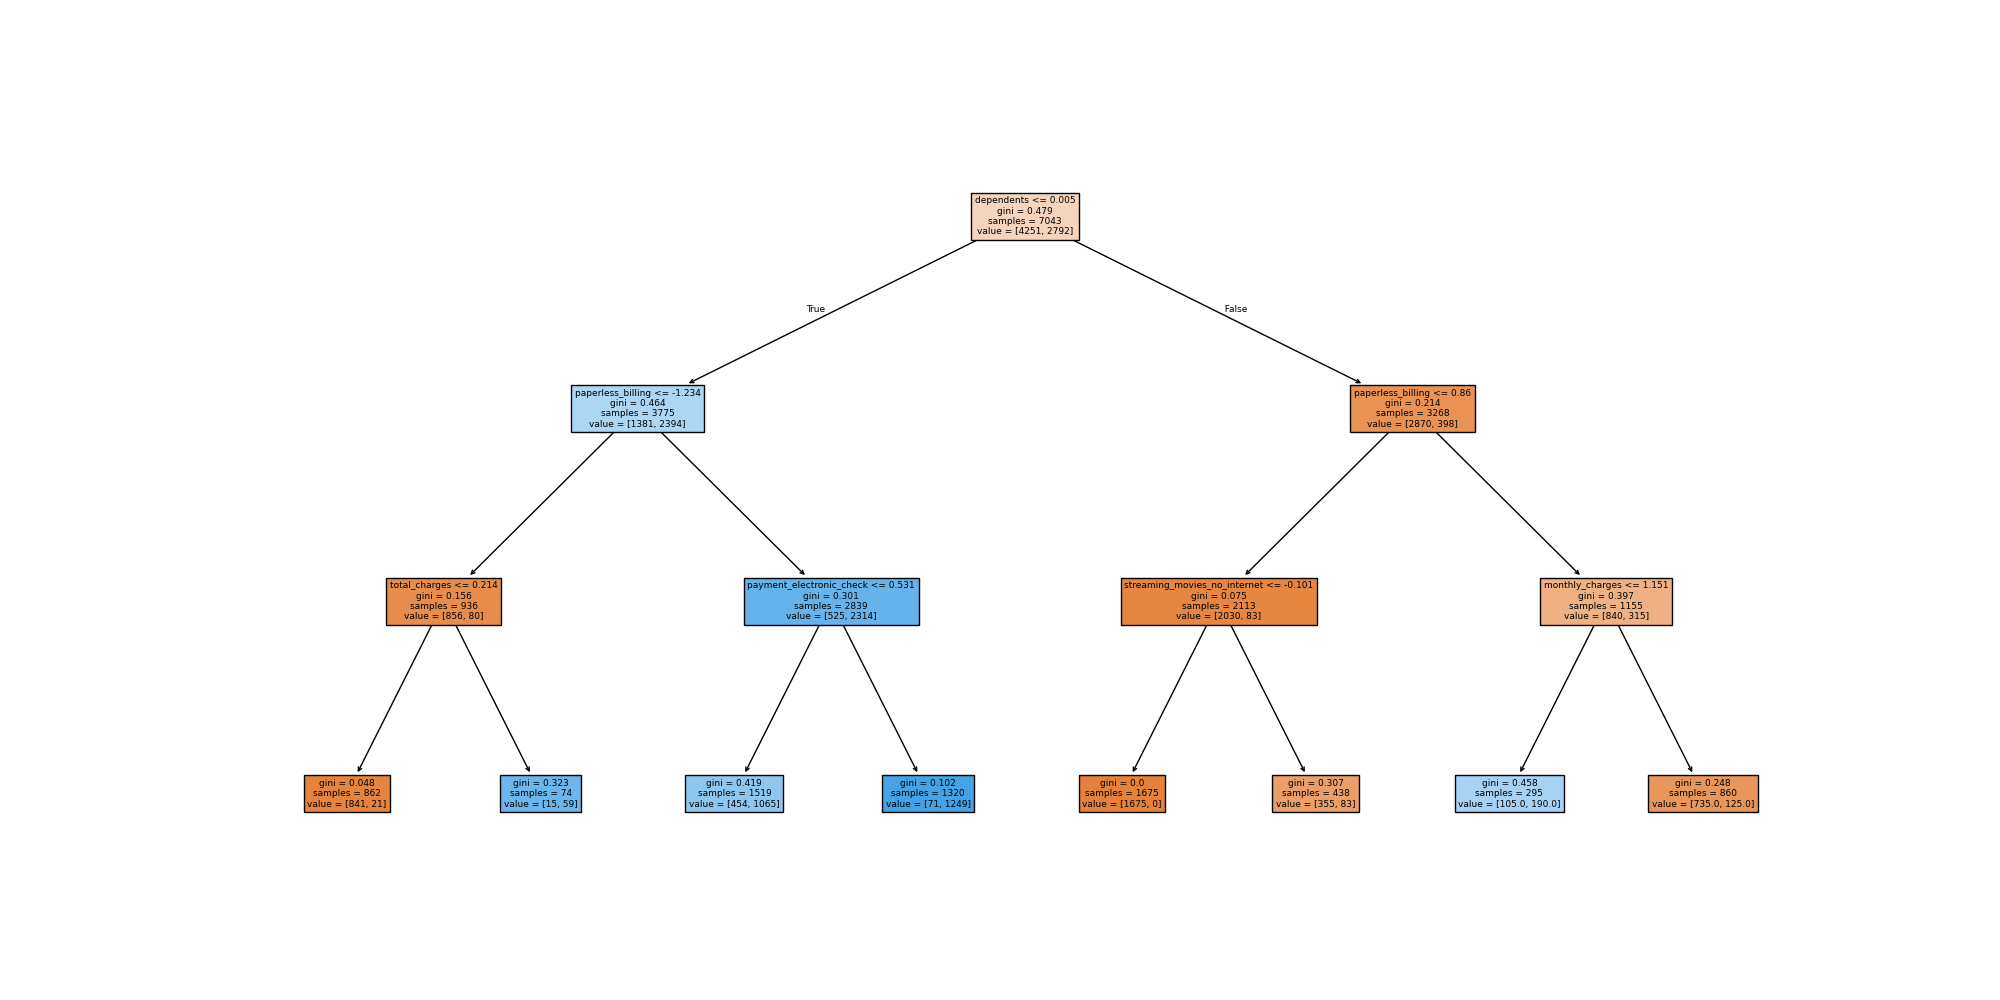 dependents <= 0.005
gini = 0.479
samples = 7043
value = [4251, 2792]
True
False
paperless_billing <= -1.234
gini = 0.464
samples = 3775
value = [1381, 2394]
paperless_billing <= 0.86
gini = 0.214
samples = 3268
value = [2870, 398]
total_charges <= 0.214
gini = 0.156
samples = 936
value = [856, 80]
payment_electronic_check <= 0.531
gini = 0.301
samples = 2839
value = [525, 2314]
streaming_movies_no_internet <= -0.101
gini = 0.075
samples = 2113
value = [2030, 83]
monthly_charges <= 1.151
gini = 0.397
samples = 1155
value = [840, 315]
gini = 0.048
samples = 862
value = [841, 21]
gini = 0.323
samples = 74
value = [15, 59]
gini = 0.419
samples = 1519
value = [454, 1065]
gini = 0.102
samples = 1320
value = [71, 1249]
gini = 0.0
samples = 1675
value = [1675, 0]
gini = 0.307
samples = 438
value = [355, 83]
gini = 0.458
samples = 295
value = [105.0, 190.0]
gini = 0.248
samples = 860
value = [735.0, 125.0]